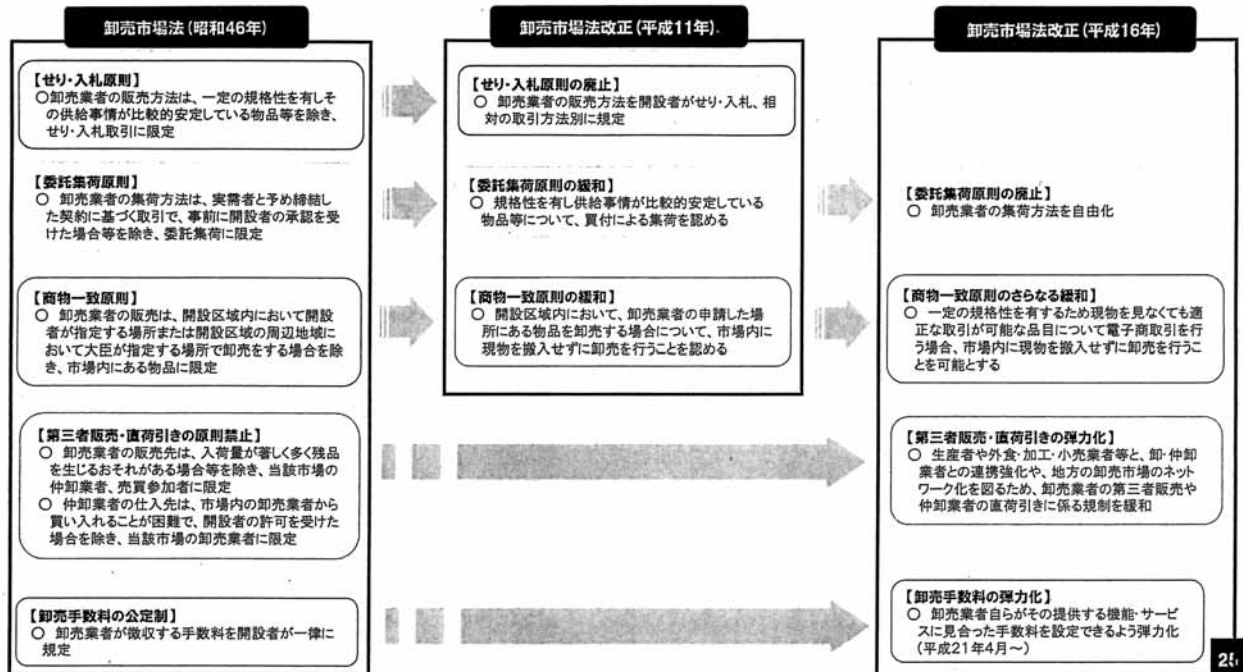 卸売市場法(昭和46年)
【せり・入札原則】
○卸売業者の販売方法は、一定の規格性を有しそ
の供給事情が比較的安定している物品等を除き、
せり・入札取引に限定
【委託集荷原則】
○ 卸売業者の集荷方法は、実需者と予め締結し
た契約に基づく取引で、事前に開設者の承認を受
けた場合等を除き、委託集荷に限定
【商物一致原則】
○ 卸売業者の販売は、開設区域内において開設
者が指定する場所または開設区域の周辺地域に
おいて大臣が指定する場所で卸売をする場合を除
き、市場内にある物品に限定
【第三者販売・直荷引きの原則禁止】
○ 卸売業者の販売先は、入荷量が著しく多く残品
を生じるおそれがある場合等を除き、当該市場の
仲卸業者、売買参加者に限定
○ 仲卸業者の仕入先は、市場内の卸売業者から
買い入れることが困難で、開設者の許可を受けた
場合を除き、当該市場の卸売業者に限定
【卸売手数料の公定制】
○ 卸売業者が徴収する手数料を開設者が一律に
規定
卸売市場法改正(平成11年)
【せり・入札原則の廃止】
○ 卸売業者の販売方法を開設者がせり・入札、相
対の取引方法別に規定
【委託集荷原則の緩和】
○ 規格性を有し供給事情が比較的安定している
物品等について、買付による集荷を認める
【商物一致原則の緩和】
○ 開設区域内において、卸売業者の申請した場
所にある物品を卸売する場合について、市場内に
現物を搬入せずに卸売を行うことを認める
卸売市場法改正(平成16年)
【委託集荷原則の廃止】
○ 卸売業者の集荷方法を自由化
【商物一致原則のさらなる緩和】
○ 一定の規格性を有するため現物を見なくても適
正な取引が可能な品目について電子商取引を行
う場合、市場内に現物を搬入せずに卸売を行うこ
とを可能とする
【第三者販売・直荷引きの弾力化】
○ 生産者や外食・加工・小売業者等と、卸・仲卸
業者との連携強化や、地方の卸売市場のネット
ワーク化を図るため、卸売業者の第三者販売や
仲卸業者の直荷引きに係る規制を緩和
【卸売手数料の弾力化】
○ 卸売業者自らがその提供する機能・サービ
スに見合った手数料を設定できるよう弾力化
(平成21年4月～)
25